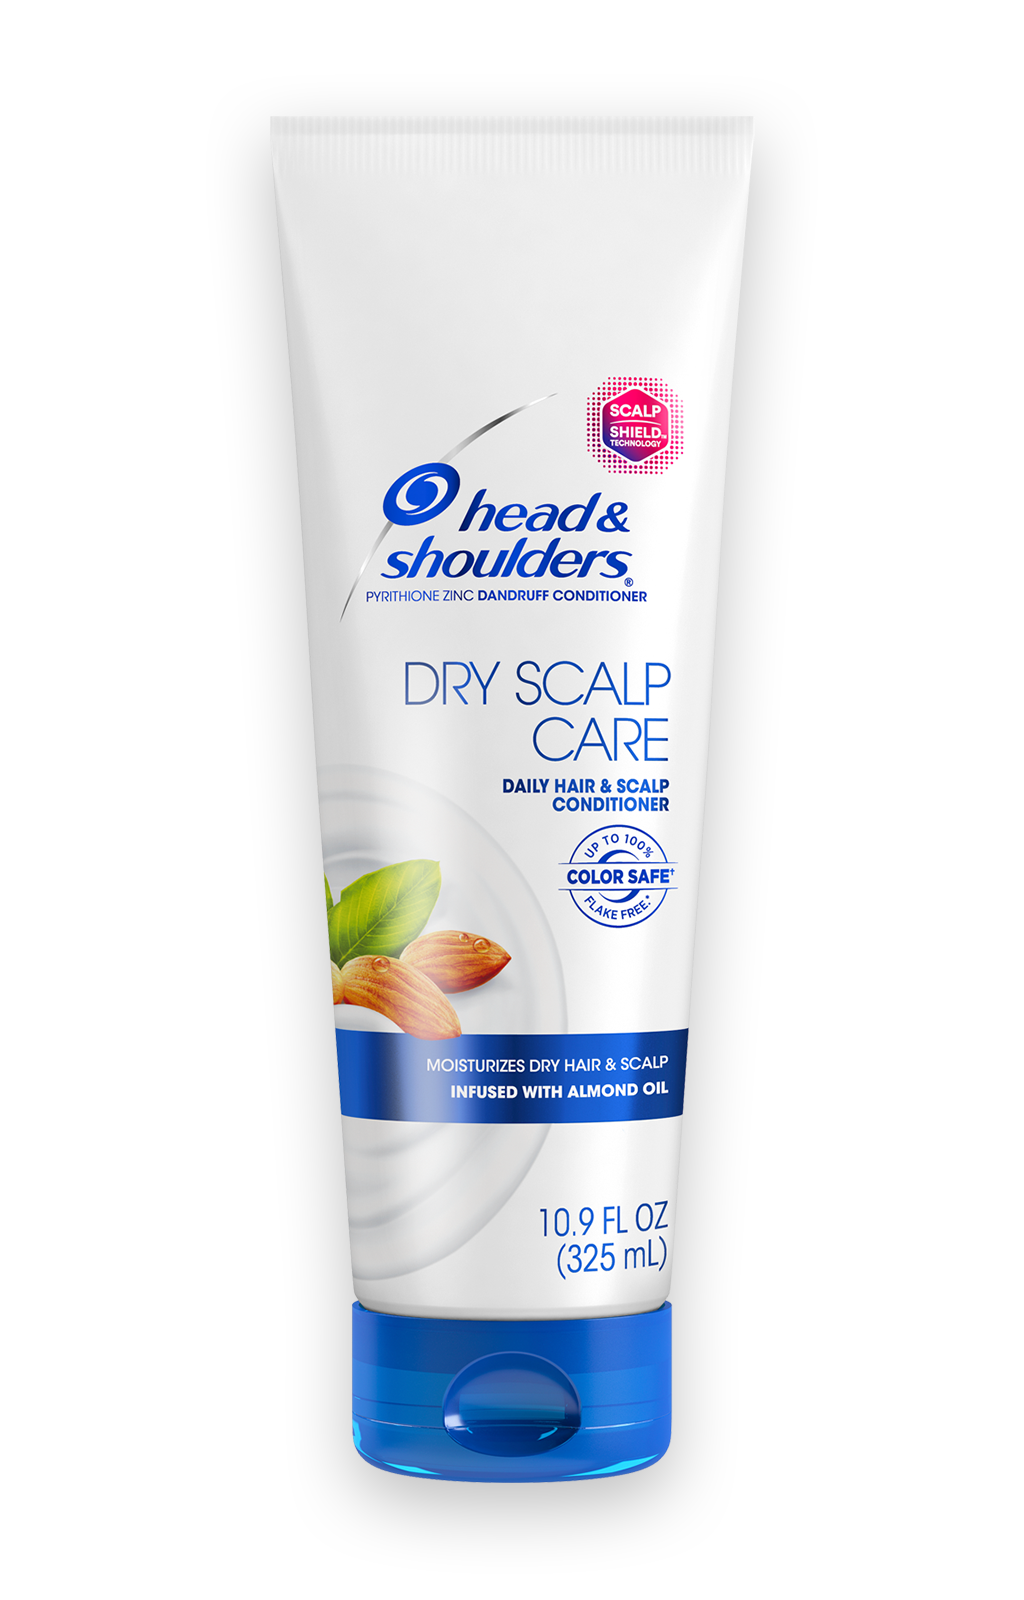 SCALP
SHIELD™
TECHNOLOGY
head &
shoulders®
PYRITHIONE ZINC DANDRUFF CONDITIONER
DRY SCALP
CARE
DAILY HAIR & SCALP
CONDITIONER
UP TO 100%
COLOR SAFE†
FLAKE FREE.*
MOISTURIZES DRY HAIR & SCALP
INFUSED WITH ALMOND OIL
10.9 FL OZ
(325 mL)